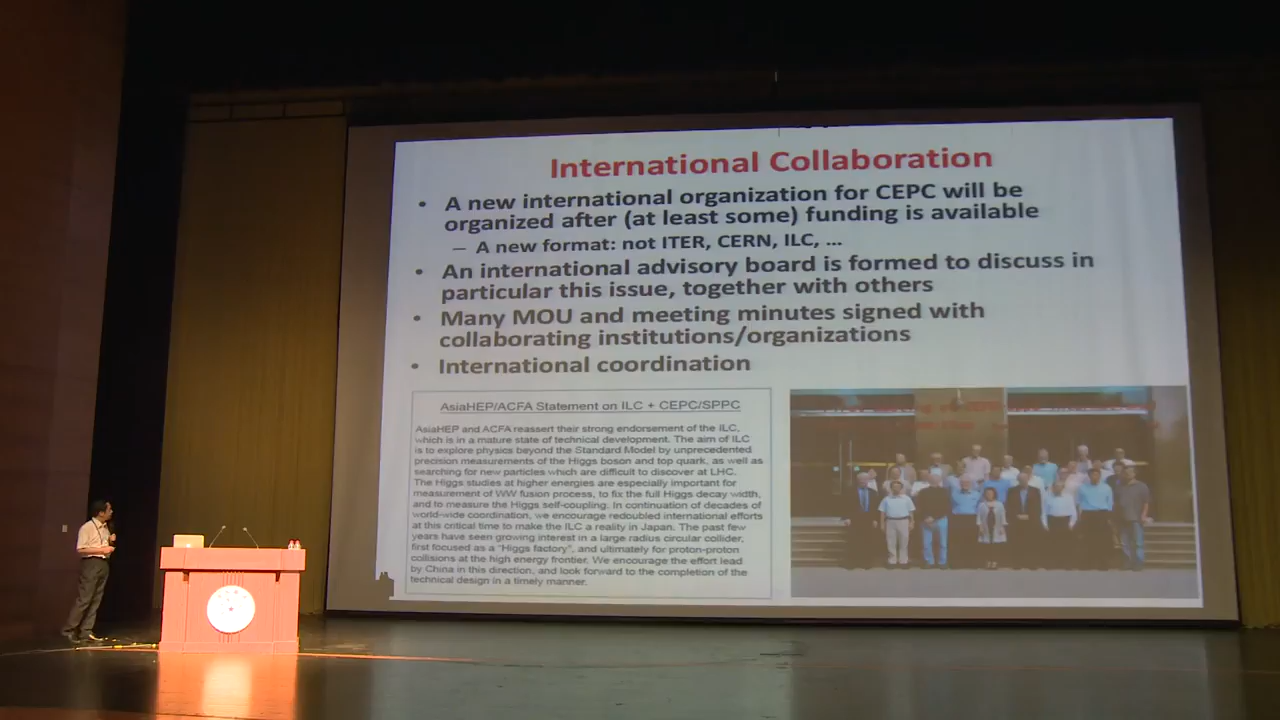 International Collaboration
• A new international organization for CEPC will be
organized after (at least some) funding is available
– A new format: not ITER, CERN, ILC, ...
• An international advisory board is formed to discuss in
particular this issue, together with others
• Many MOU and meeting minutes signed with
collaborating institutions/organizations
• International coordination
AsiaHEP/ACFA Statement on ILC + CEPC/SPPC
AsiaHEP and ACFA reassert their strong endorsement of the ILC,
which is in a mature state of technical development. The aim of ILC
is to explore physics beyond the Standard Model by unprecedented
precision measurements of the Higgs boson and top quark, as well as
searching for new particles which are difficult to discover at LHC.
The Higgs studies at higher energies are especially important for
measurement of WW fusion process, to fix the full Higgs decay width,
and to measure the Higgs self-coupling. In continuation of decades of
world-wide coordination, we encourage redoubled international efforts
at this critical time to make the ILC a reality in Japan. The past few
years have seen growing interest in a large radius circular collider,
first focused as a "Higgs factory", and ultimately for proton-proton
collisions at the high energy frontier. We encourage the effort lead
by China in this direction, and look forward to the completion of the
technical design in a timely manner.